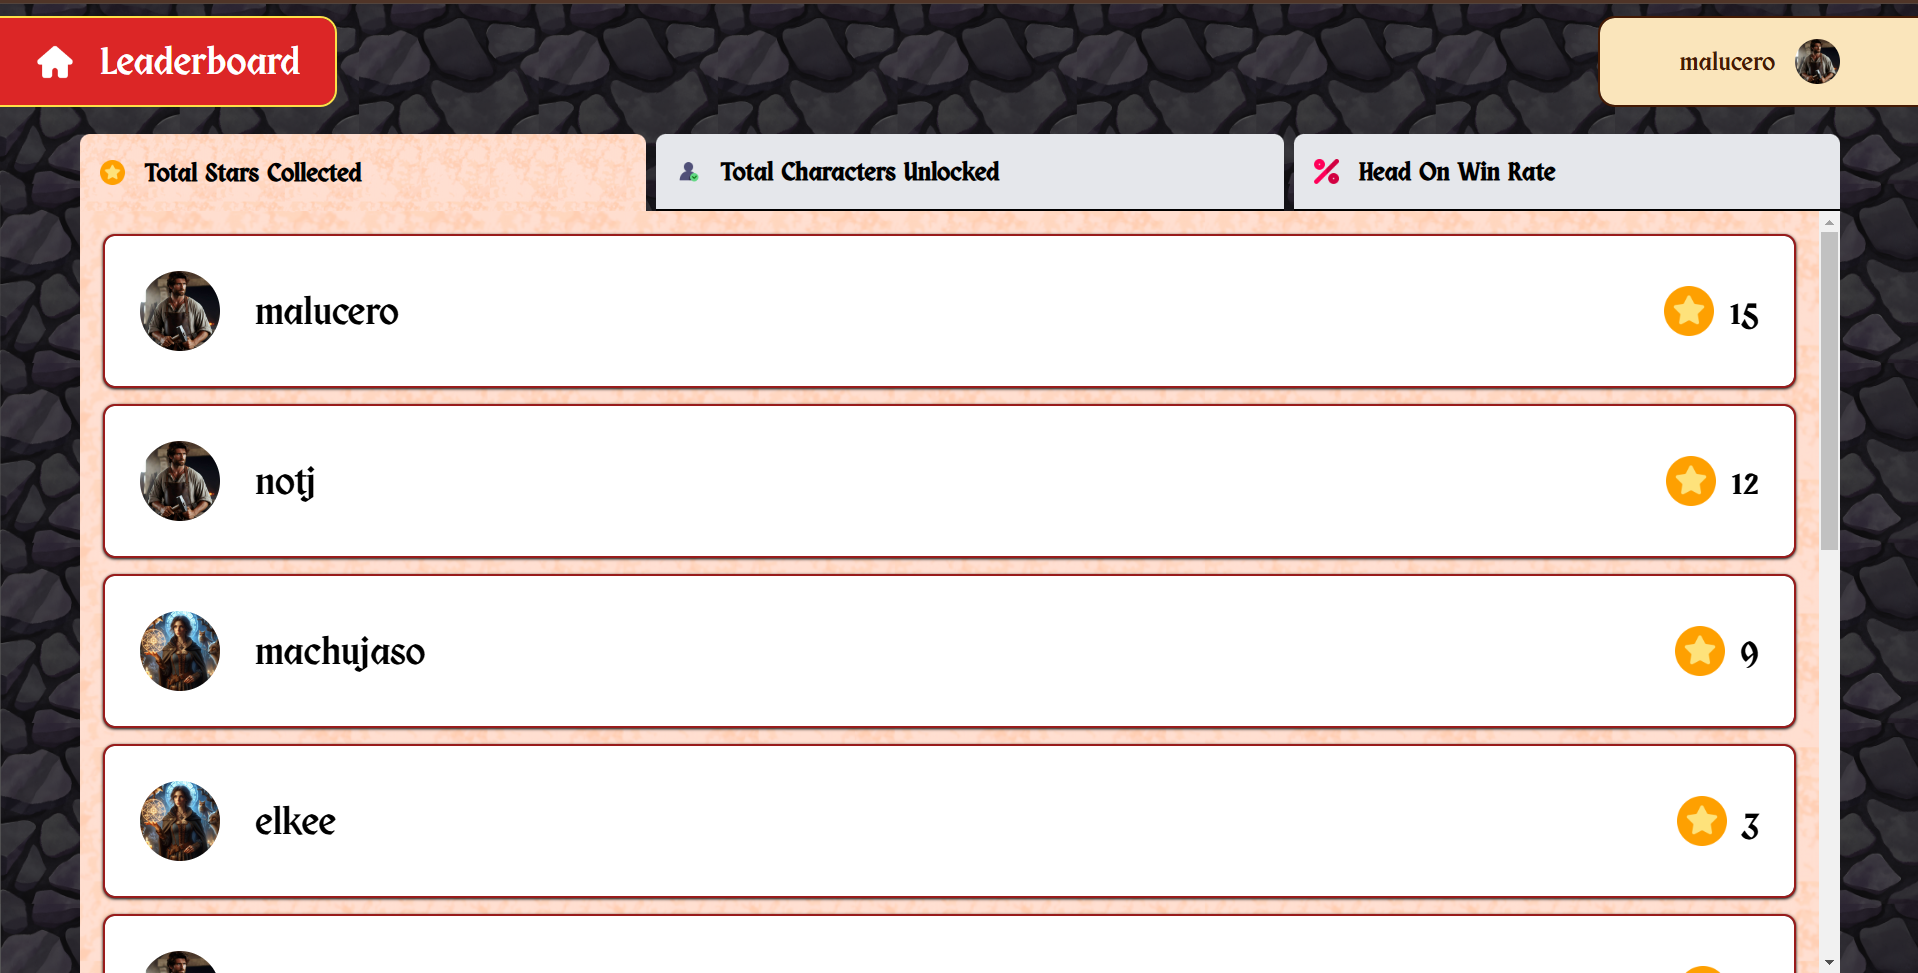 Leaderboard
malucero
Total Stars Collected
Total Characters Unlocked
Head On Win Rate
malucero
15
notj
12
machujaso
9
elkee
3